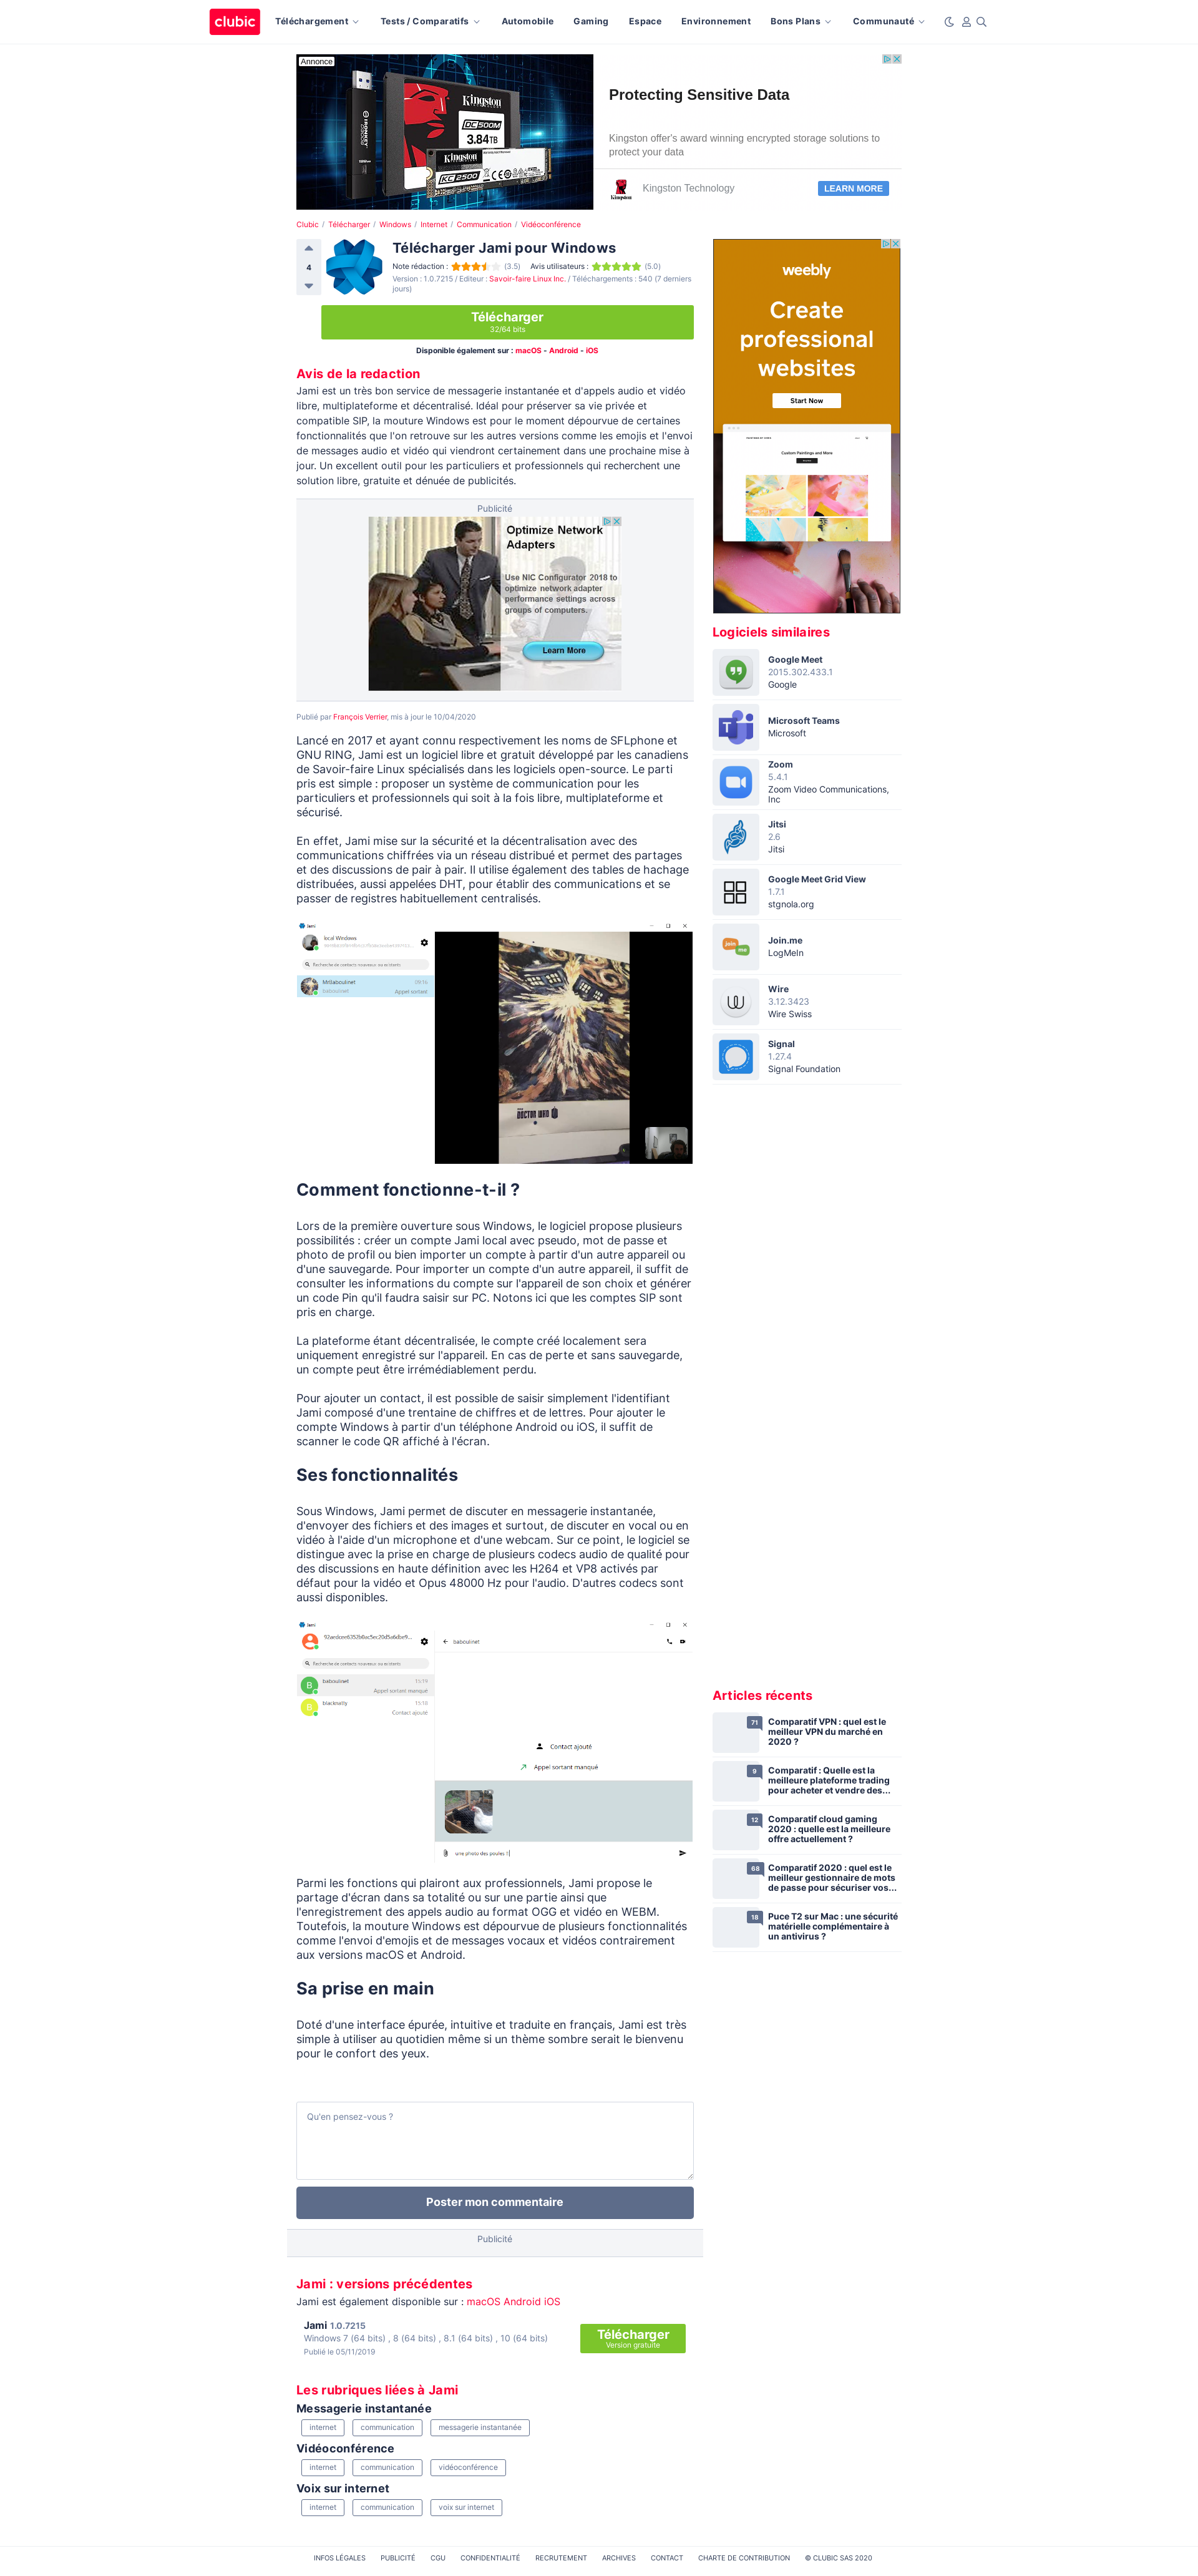 clubic
Téléchargement
Tests / Comparatifs
Automobile
Gaming
Espace
Environnement
Bons Plans
Communauté
Annonce
Protecting Sensitive Data
Kingston offer's award winning encrypted storage solutions to
protect your data
Kingston Technology
LEARN MORE
Clubic / Télécharger / Windows / Internet / Communication / Vidéoconférence
4
Télécharger Jami pour Windows
Note rédaction : (3.5) Avis utilisateurs : (5.0)
Version : 1.0.7215 / Editeur : Savoir-faire Linux Inc. / Téléchargements : 540 (7 derniers
jours)
Télécharger
32/64 bits
Disponible également sur : macOS - Android - iOS
Avis de la redaction
Jami est un très bon service de messagerie instantanée et d'appels audio et vidéo
libre, multiplateforme et décentralisé. Idéal pour préserver sa vie privée et
compatible SIP, la mouture Windows est pour le moment dépourvue de certaines
fonctionnalités que l'on retrouve sur les autres versions comme les emojis et l'envoi
de messages audio et vidéo qui viendront certainement dans une prochaine mise à
jour. Un excellent outil pour les particuliers et professionnels qui recherchent une
solution libre, gratuite et dénuée de publicités.
Publicité
Optimize Network
Adapters
Use NIC Configurator 2018 to
optimize network adapter
performance settings across
groups of computers.
Learn More
Publié par François Verrier, mis à jour le 10/04/2020
Lancé en 2017 et ayant connu respectivement les noms de SFLphone et
GNU RING, Jami est un logiciel libre et gratuit développé par les canadiens
de Savoir-faire Linux spécialisés dans les logiciels open-source. Le parti
pris est simple : proposer un système de communication pour les
particuliers et professionnels qui soit à la fois libre, multiplateforme et
sécurisé.
En effet, Jami mise sur la sécurité et la décentralisation avec des
communications chiffrées via un réseau distribué et permet des partages
et des discussions de pair à pair. Il utilise également des tables de hachage
distribuées, aussi appelées DHT, pour établir des communications et se
passer de registres habituellement centralisés.
Jami
local Windows
Recherche de contacts nouveaux ou existants
Mrtlaboulinet
baboulinet
Appel sortant
DOCTOR WHO
Comment fonctionne-t-il ?
Lors de la première ouverture sous Windows, le logiciel propose plusieurs
possibilités : créer un compte Jami local avec pseudo, mot de passe et
photo de profil ou bien importer un compte à partir d'un autre appareil ou
d'une sauvegarde. Pour importer un compte d'un autre appareil, il suffit de
consulter les informations du compte sur l'appareil de son choix et générer
un code Pin qu'il faudra saisir sur PC. Notons ici que les comptes SIP sont
pris en charge.
La plateforme étant décentralisée, le compte créé localement sera
uniquement enregistré sur l'appareil. En cas de perte et sans sauvegarde,
un compte peut être irrémédiablement perdu.
Pour ajouter un contact, il est possible de saisir simplement l'identifiant
Jami composé d'une trentaine de chiffres et de lettres. Pour ajouter le
compte Windows à partir d'un téléphone Android ou iOS, il suffit de
scanner le code QR affiché à l'écran.
Ses fonctionnalités
Sous Windows, Jami permet de discuter en messagerie instantanée,
d'envoyer des fichiers et des images et surtout, de discuter en vocal ou en
vidéo à l'aide d'un microphone et d'une webcam. Sur ce point, le logiciel se
distingue avec la prise en charge de plusieurs codecs audio de qualité pour
des discussions en haute définition avec les H264 et VP8 activés par
défaut pour la vidéo et Opus 48000 Hz pour l'audio. D'autres codecs sont
aussi disponibles.
Jami
baboulinet
Recherche de contacts nouveaux ou existants
B
baboulinet
15:19
Appel sortant manqué
B
blacknelly
15:18
Contact ajouté
Contact ajouté
Appel sortant manqué
une photo des poules !
Parmi les fonctions qui plairont aux professionnels, Jami propose le
partage d'écran dans sa totalité ou sur une partie ainsi que
l'enregistrement des appels audio au format OGG et vidéo en WEBM.
Toutefois, la mouture Windows est dépourvue de plusieurs fonctionnalités
comme l'envoi d'emojis et de messages vocaux et vidéos contrairement
aux versions macOS et Android.
Sa prise en main
Doté d'une interface épurée, intuitive et traduite en français, Jami est très
simple à utiliser au quotidien même si un thème sombre serait le bienvenu
pour le confort des yeux.
Qu'en pensez-vous ?
Poster mon commentaire
Publicité
Jami : versions précédentes
Jami est également disponible sur : macOS Android iOS
Jami 1.0.7215
Windows 7 (64 bits) , 8 (64 bits) , 8.1 (64 bits) , 10 (64 bits)
Publié le 05/11/2019
Télécharger
Version gratuite
Les rubriques liées à Jami
Messagerie instantanée
internet
communication
messagerie instantanée
Vidéoconférence
internet
communication
vidéoconférence
Voix sur internet
internet
communication
voix sur internet
weebly
Create
professional
websites
Start Now
Custom Paintings and More
Logiciels similaires
Google Meet
2015.302.433.1
Google
Microsoft Teams
Microsoft
Zoom
5.4.1
Zoom Video Communications,
Inc
Jitsi
2.6
Jitsi
Google Meet Grid View
1.7.1
stgnola.org
join me
Join.me
LogMeIn
Wire
3.12.3423
Wire Swiss
Signal
1.27.4
Signal Foundation
Articles récents
71
Comparatif VPN : quel est le
meilleur VPN du marché en
2020 ?
9
Comparatif : Quelle est la
meilleure plateforme trading
pour acheter et vendre des...
12
Comparatif cloud gaming
2020 : quelle est la meilleure
offre actuellement ?
68
Comparatif 2020 : quel est le
meilleur gestionnaire de mots
de passe pour sécuriser vos...
18
Puce T2 sur Mac : une sécurité
matérielle complémentaire à
un antivirus ?
INFOS LÉGALES
PUBLICITÉ
CGU
CONFIDENTIALITÉ
RECRUTEMENT
ARCHIVES
CONTACT
CHARTE DE CONTRIBUTION
© CLUBIC SAS 2020